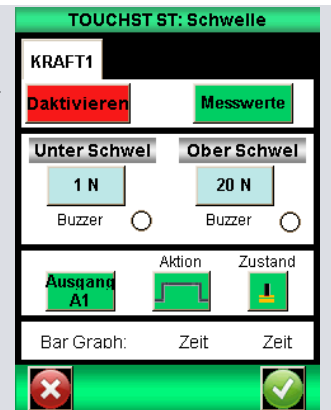 TOUCHST ST: Schwelle
KRAFT1
Daktivieren Messwerte
Unter Schwel Ober Schwel
1 N 20 N
Buzzer Buzzer
Aktion Zustand
Ausgang
A1
Bar Graph: Zeit Zeit